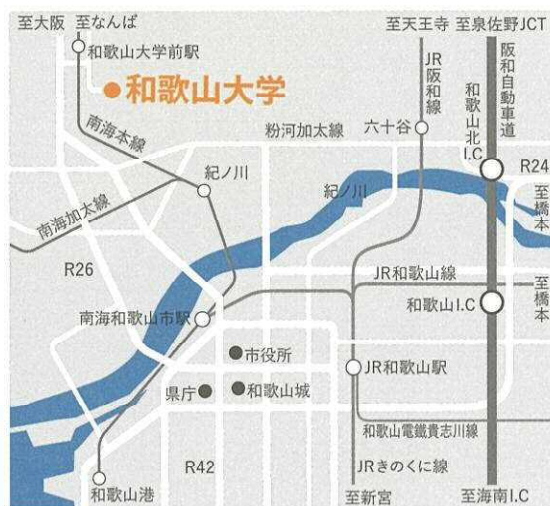 至大阪 至なんば
和歌山大学前駅
和歌山大学
南海本線
粉河加太線
至天王寺
至泉佐野JCT
JR阪和線
阪和自動車道
六十谷
和歌山北I.C
R24
至橋本
紀ノ川
紀ノ川
南海加太線
R26
JR和歌山線
至橋本
和歌山I.C
南海和歌山市駅
市役所
県庁
和歌山城
JR和歌山駅
和歌山電鐵貴志川線
R42
JRきのくに線
和歌山港
至新宮
至海南I.C